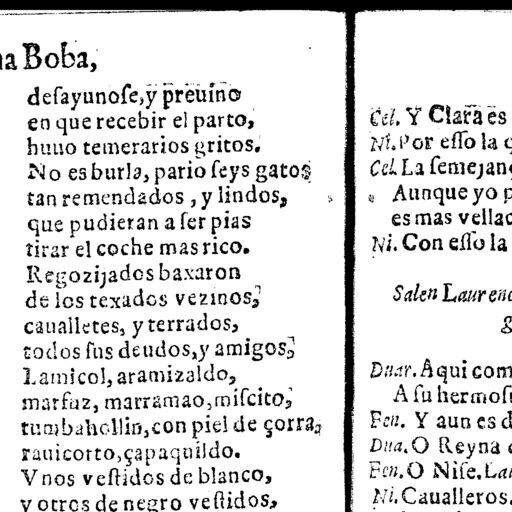 na Boba,
desayunose,y preuino
en que recebir el parto,
huuo temerarios gritos.
No es burla, pario seys gatos
tan remendados , y lindos,
que pudieran a ser pias
tirar el coche mas rico.
Regozijados baxaron
de los texados vezinos,
caualletes, y terrados,
todos sus deudos,y amigos,
Lamicol, aramizaldo,
marfuz, marramao, miscito,
tumbahollin, con piel de çorra,
rauicorto, çapaquildo.
Vnos vestidos de blanco,
y otros de negro vestidos,
Cel. Y Clara es
Ni. Por esso la
Cel. La semejan
Aunque yo p
es mas vellac
Ni. Con esso la
Salen Laurenc
g
Duar. Aqui com
A su hermos
Fen. Y aun es d
Dua. O Reyna
Fen. O Nise. Lau
Ni. Caualleros.